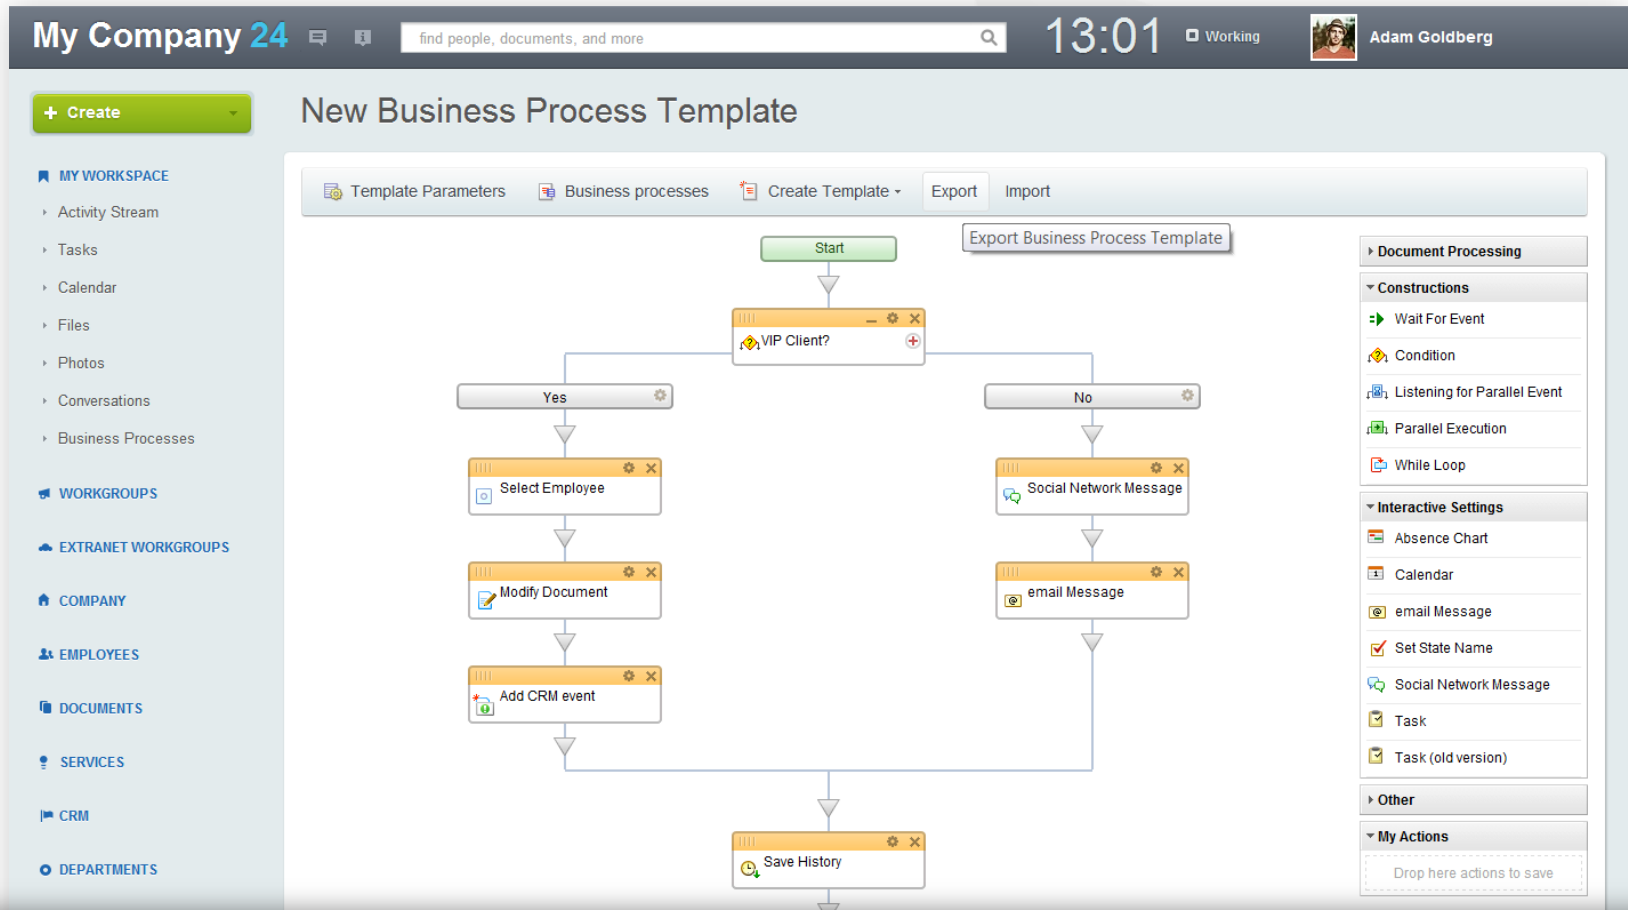 My Company 24
find people, documents, and more
13:01
Working
Adam Goldberg
Create
New Business Process Template
MY WORKSPACE
Activity Stream
Tasks
Calendar
Files
Photos
Conversations
Business Processes
WORKGROUPS
EXTRANET WORKGROUPS
COMPANY
EMPLOYEES
DOCUMENTS
SERVICES
CRM
DEPARTMENTS
Template Parameters
Business processes
Create Template
Export
Import
Export Business Process Template
Start
VIP Client?
Yes
No
Select Employee
Social Network Message
Modify Document
email Message
Add CRM event
Save History
Document Processing
Constructions
Wait For Event
Condition
Listening for Parallel Event
Parallel Execution
While Loop
Interactive Settings
Absence Chart
Calendar
email Message
Set State Name
Social Network Message
Task
Task (old version)
Other
My Actions
Drop here actions to save